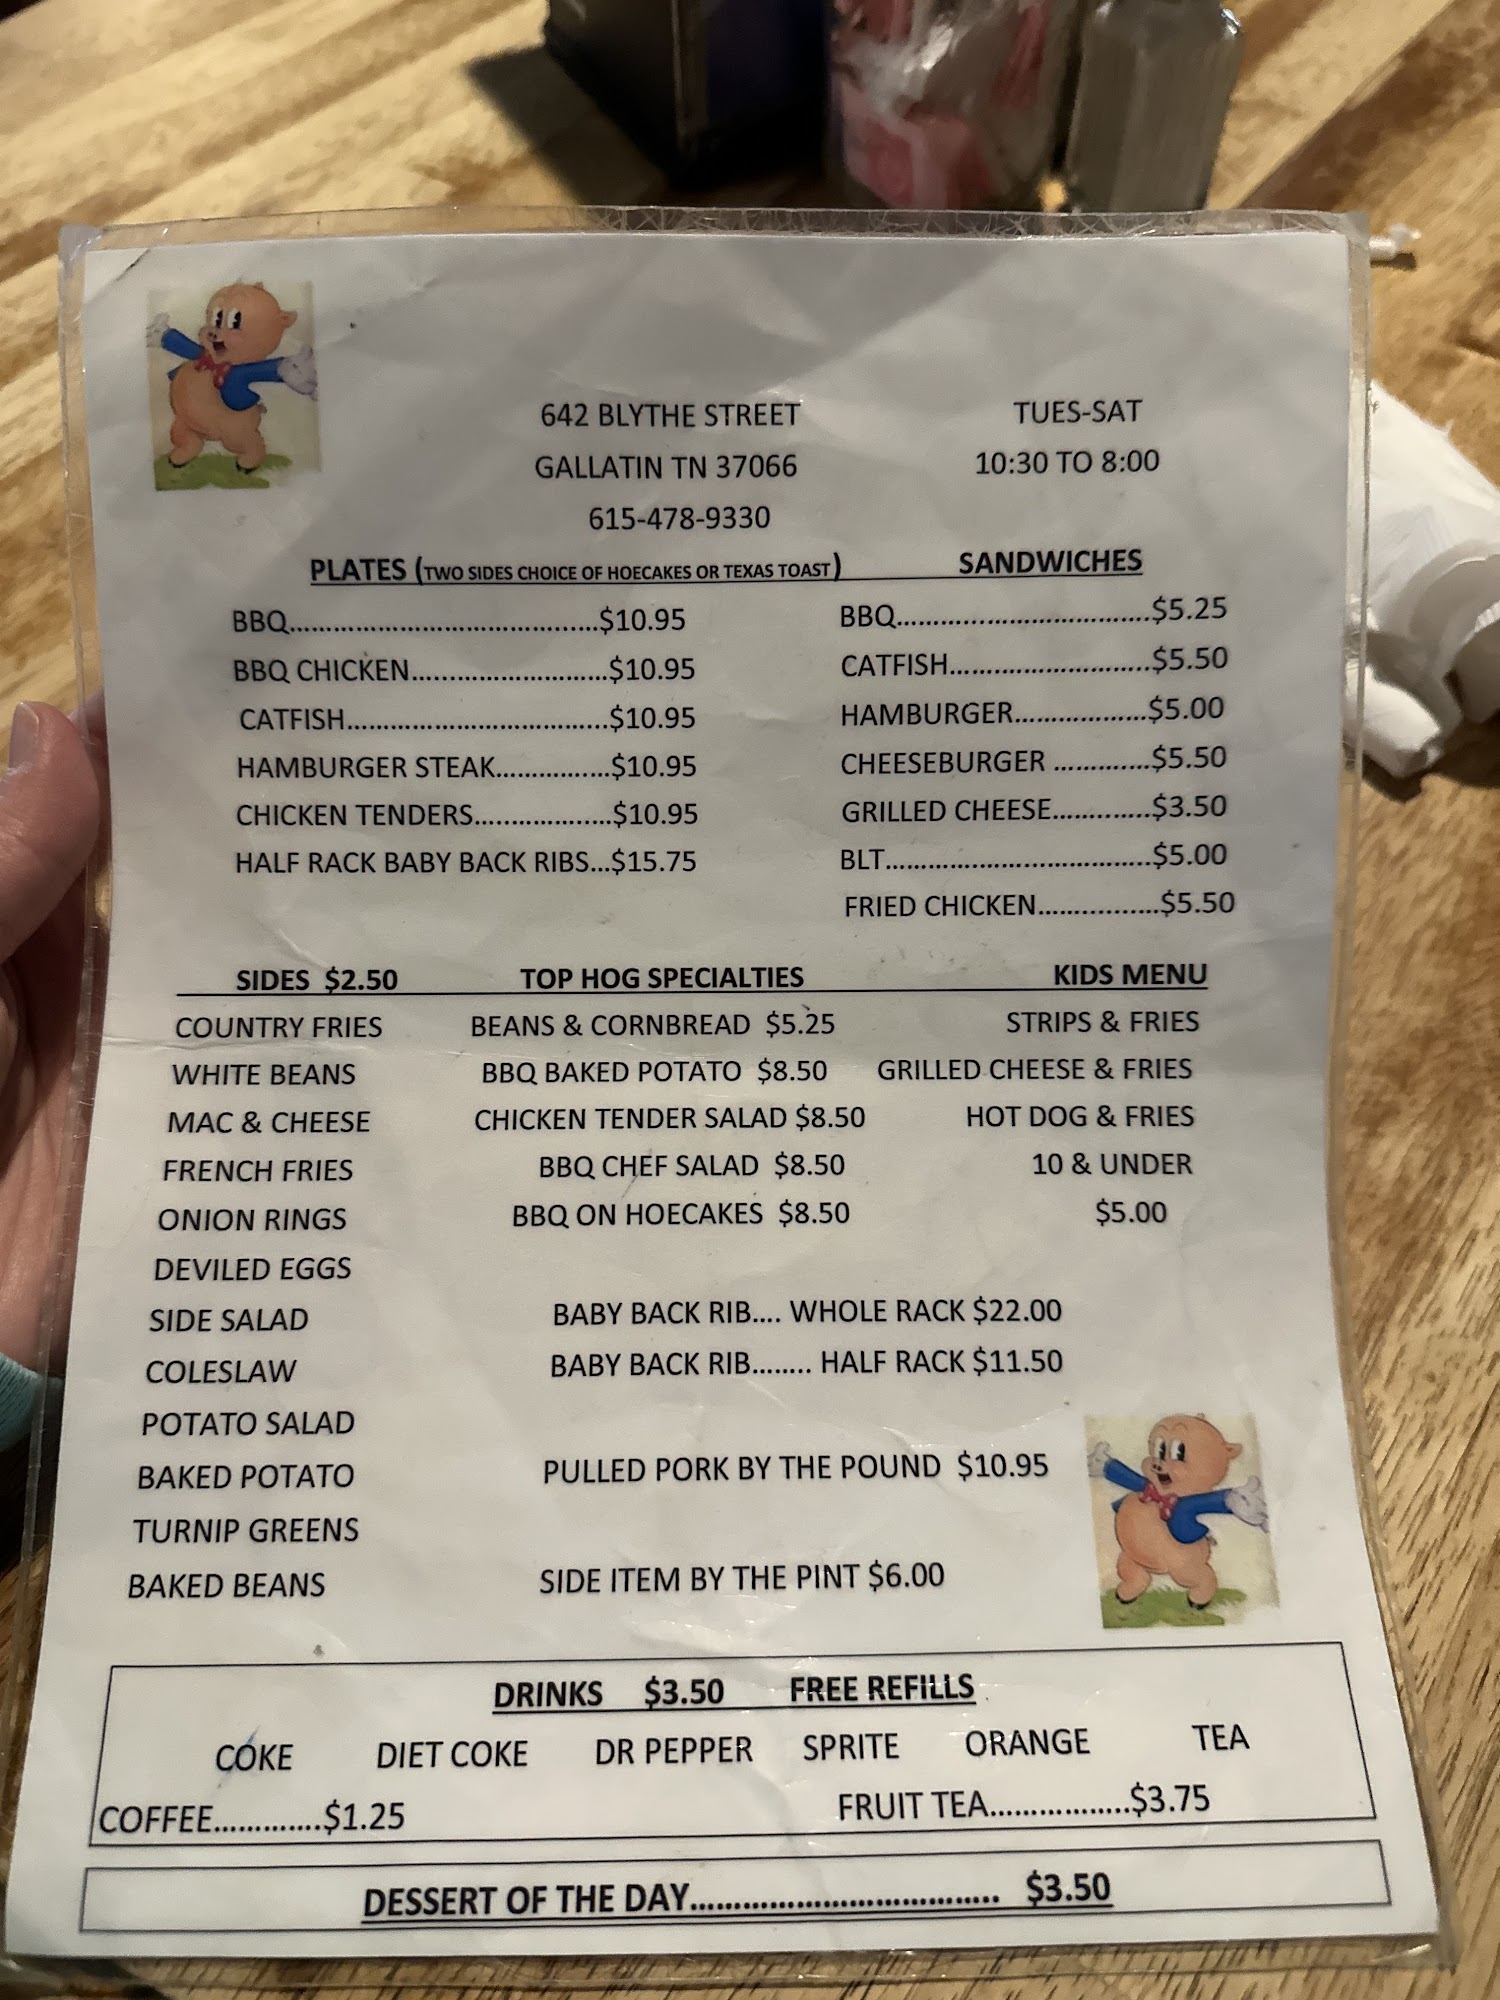 642 BLYTHE STREET
GALLATIN TN 37066
615-478-9330
TUES-SAT
10:30 TO 8:00
PLATES (TWO SIDES CHOICE OF HOECAKES OR TEXAS TOAST)
BBQ..........................................$10.95
BBQ CHICKEN...........................$10.95
CATFISH....................................$10.95
HAMBURGER STEAK................$10.95
CHICKEN TENDERS...................$10.95
HALF RACK BABY BACK RIBS...$15.75
SANDWICHES
BBQ...................................$5.25
CATFISH............................$5.50
HAMBURGER..................$5.00
CHEESEBURGER .............$5.50
GRILLED CHEESE.............$3.50
BLT....................................$5.00
FRIED CHICKEN.................$5.50
SIDES $2.50
COUNTRY FRIES
WHITE BEANS
MAC & CHEESE
FRENCH FRIES
ONION RINGS
DEVILED EGGS
SIDE SALAD
COLESLAW
POTATO SALAD
BAKED POTATO
TURNIP GREENS
BAKED BEANS
TOP HOG SPECIALTIES
BEANS & CORNBREAD $5.25
BBQ BAKED POTATO $8.50
CHICKEN TENDER SALAD $8.50
BBQ CHEF SALAD $8.50
BBQ ON HOECAKES $8.50
KIDS MENU
STRIPS & FRIES
GRILLED CHEESE & FRIES
HOT DOG & FRIES
10 & UNDER
$5.00
BABY BACK RIB.... WHOLE RACK $22.00
BABY BACK RIB........ HALF RACK $11.50
PULLED PORK BY THE POUND $10.95
SIDE ITEM BY THE PINT $6.00
DRINKS $3.50 FREE REFILLS
COKE DIET COKE DR PEPPER SPRITE ORANGE TEA
COFFEE.............$1.25 FRUIT TEA.................$3.75
DESSERT OF THE DAY.................................... $3.50